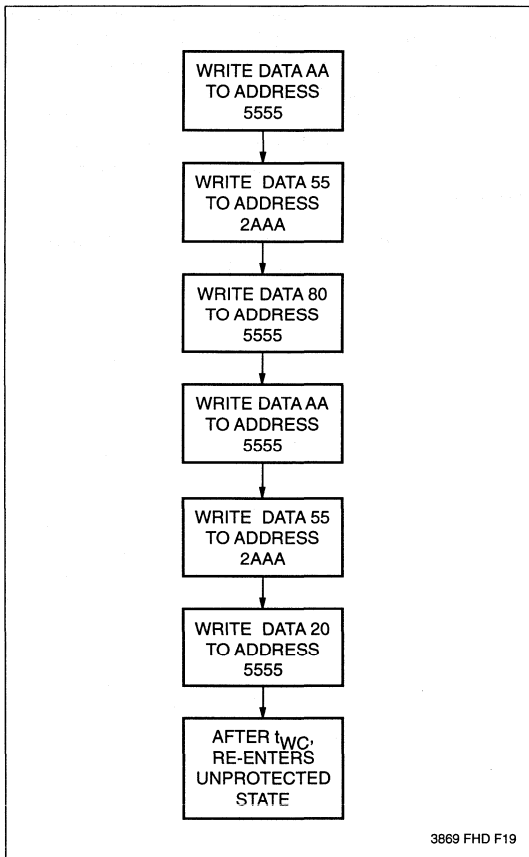 WRITE DATA AA
TO ADDRESS
5555
WRITE DATA 55
TO ADDRESS
2AAA
WRITE DATA 80
TO ADDRESS
5555
WRITE DATA AA
TO ADDRESS
5555
WRITE DATA 55
TO ADDRESS
2AAA
WRITE DATA 20
TO ADDRESS
5555
AFTER tWC,
RE-ENTERS
UNPROTECTED
STATE
3869 FHD F19